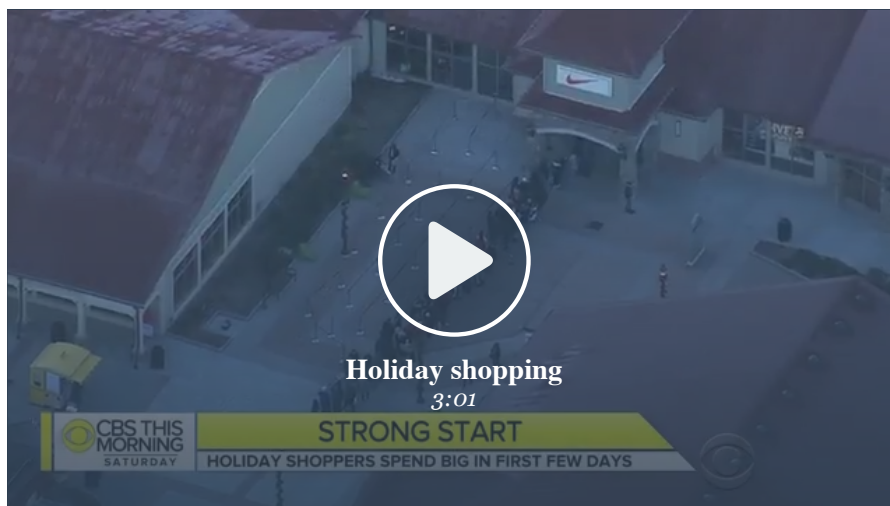 Holiday shopping
3:01
CBS THIS
MORNING
SATURDAY
STRONG START
HOLIDAY SHOPPERS SPEND BIG IN FIRST FEW DAYS